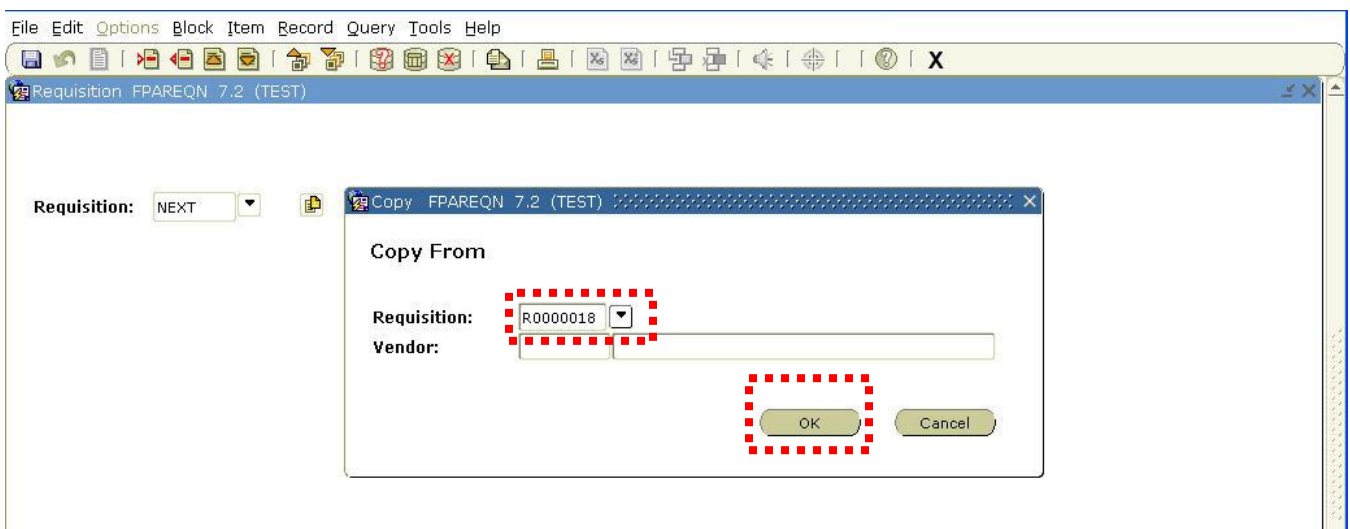 File Edit Options Block Item Record Query Tools Help
X
Requisition FPAREQN 7.2 (TEST)
Requisition: NEXT
Copy FPAREQN 7.2 (TEST)
Copy From
Requisition: R0000018
Vendor:
OK Cancel